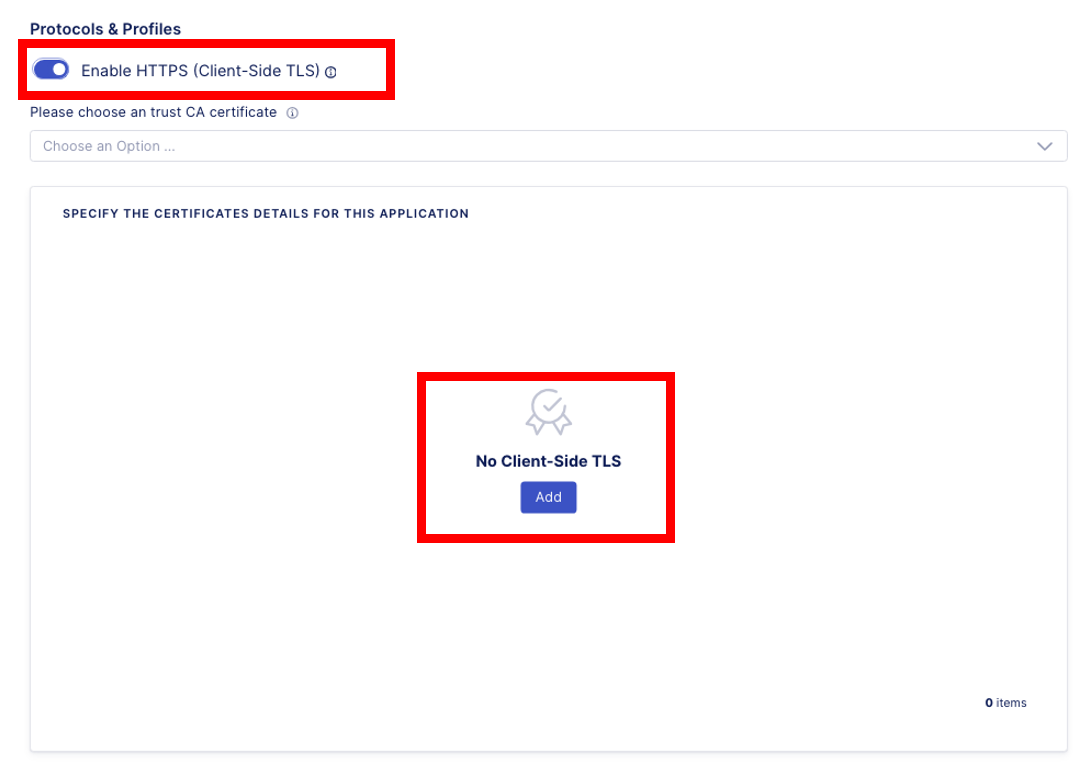 Protocols & Profiles
Enable HTTPS (Client-Side TLS)
Please choose an trust CA certificate
Choose an Option ...
SPECIFY THE CERTIFICATES DETAILS FOR THIS APPLICATION
No Client-Side TLS
Add
0 items